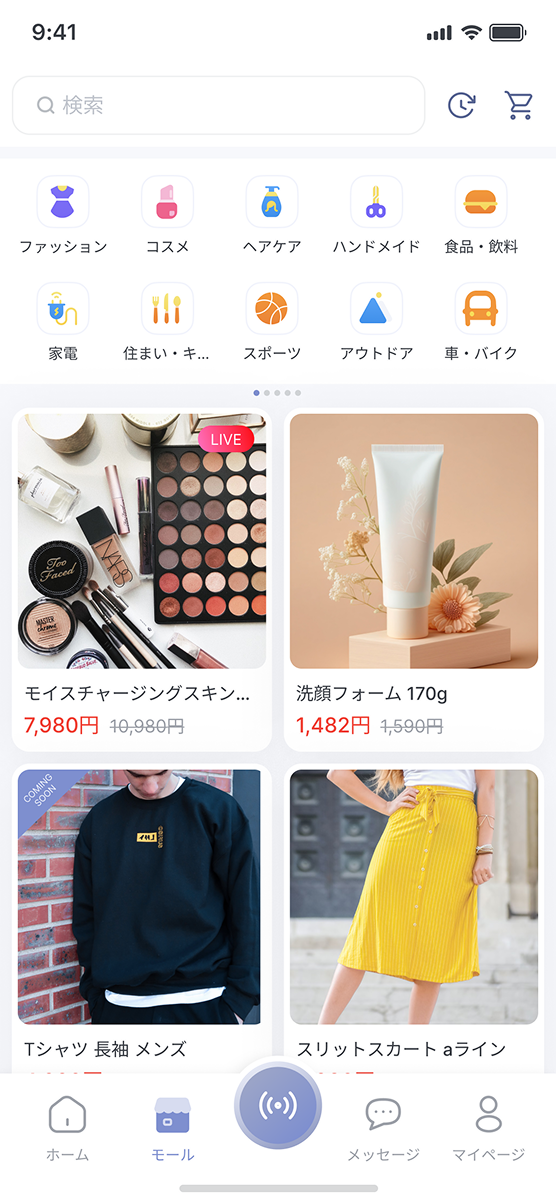 9:41
検索
ファッション
コスメ
ヘアケア
ハンドメイド
食品・飲料
家電
住まい・キ...
スポーツ
アウトドア
車・バイク
LIVE
NARS
Too Faced
MASTER
chrome
モイスチャージングスキン...
7,980円 10,980円
洗顔フォーム 170g
1,482円 1,590円
COMING
SOON
Tシャツ 長袖 メンズ
スリットスカート aライン
ホーム
モール
メッセージ
マイページ